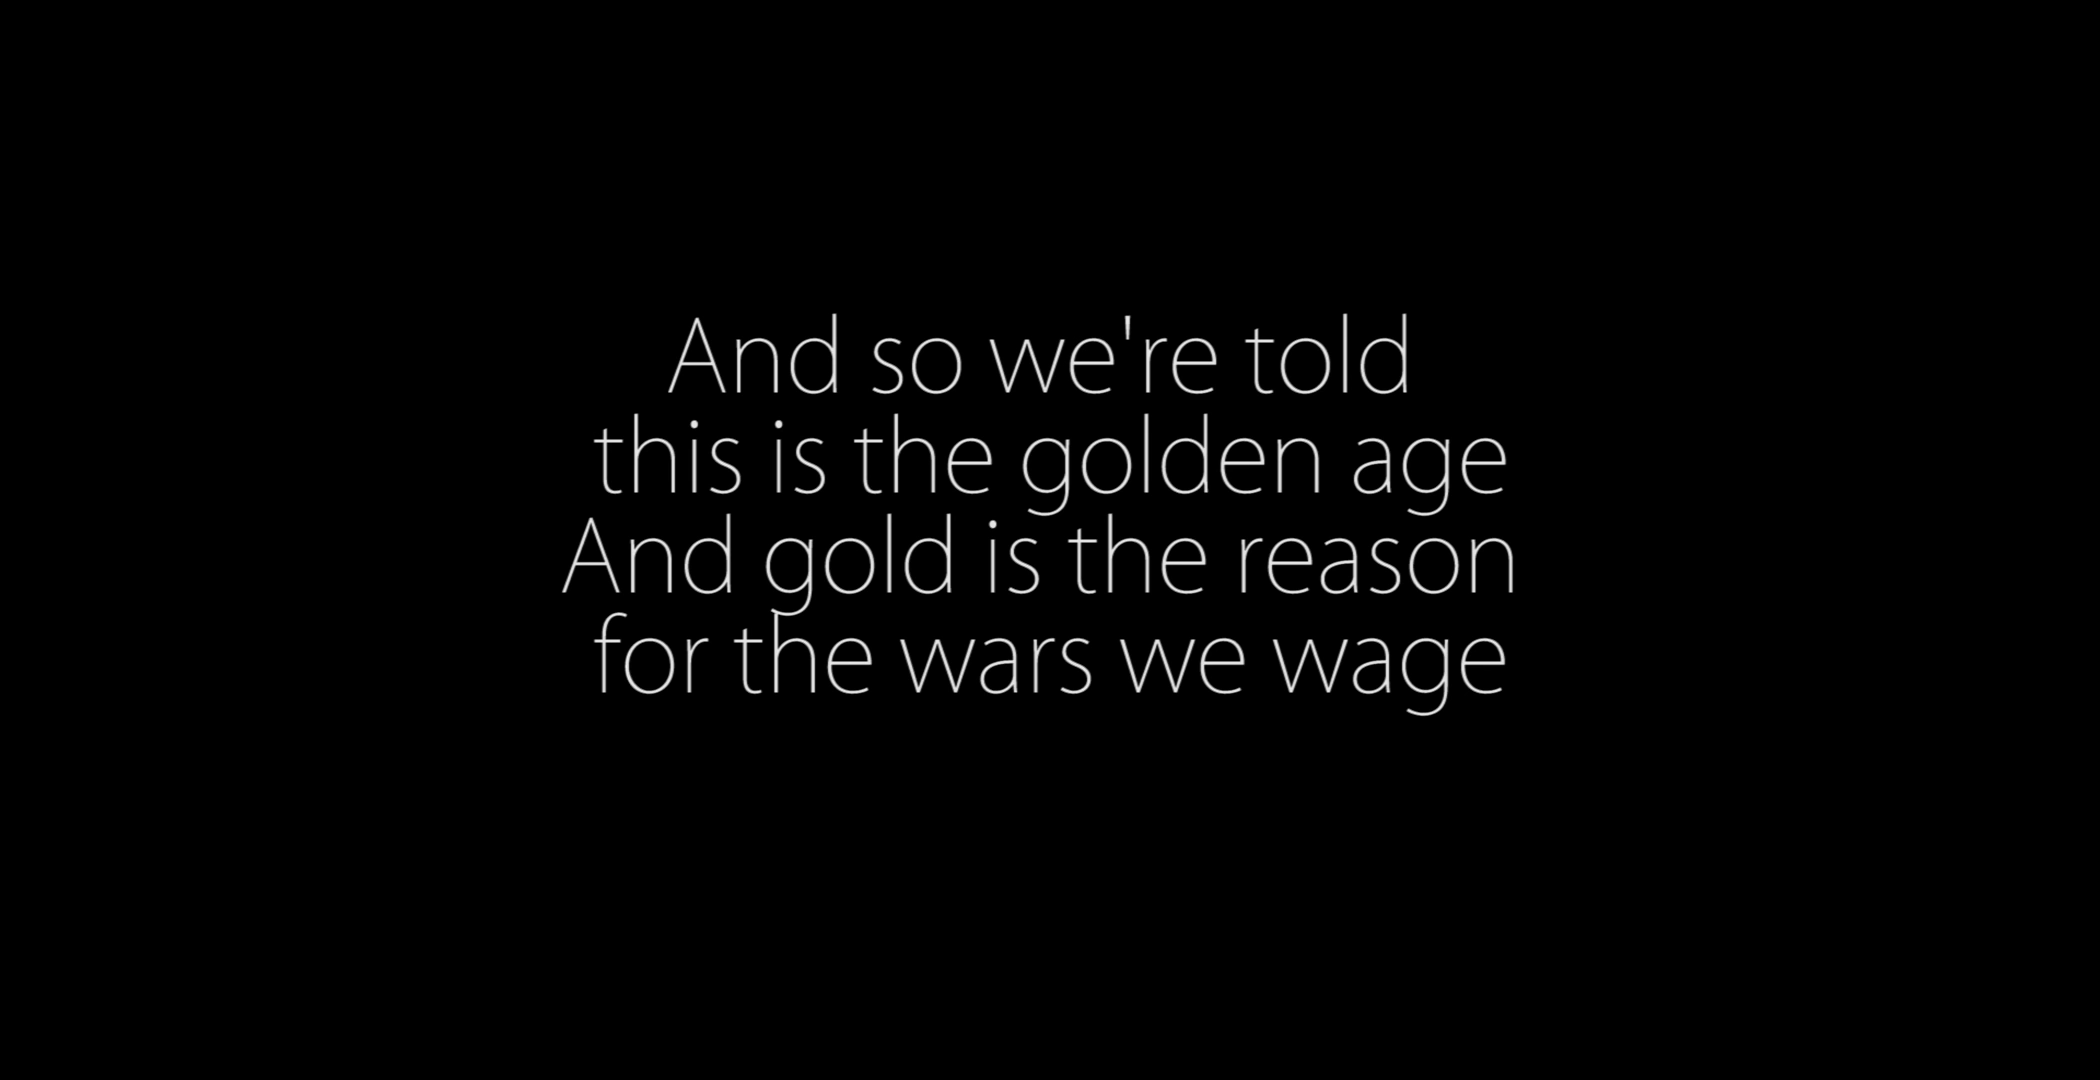 And so we're told
this is the golden age
And gold is the reason
for the wars we wage